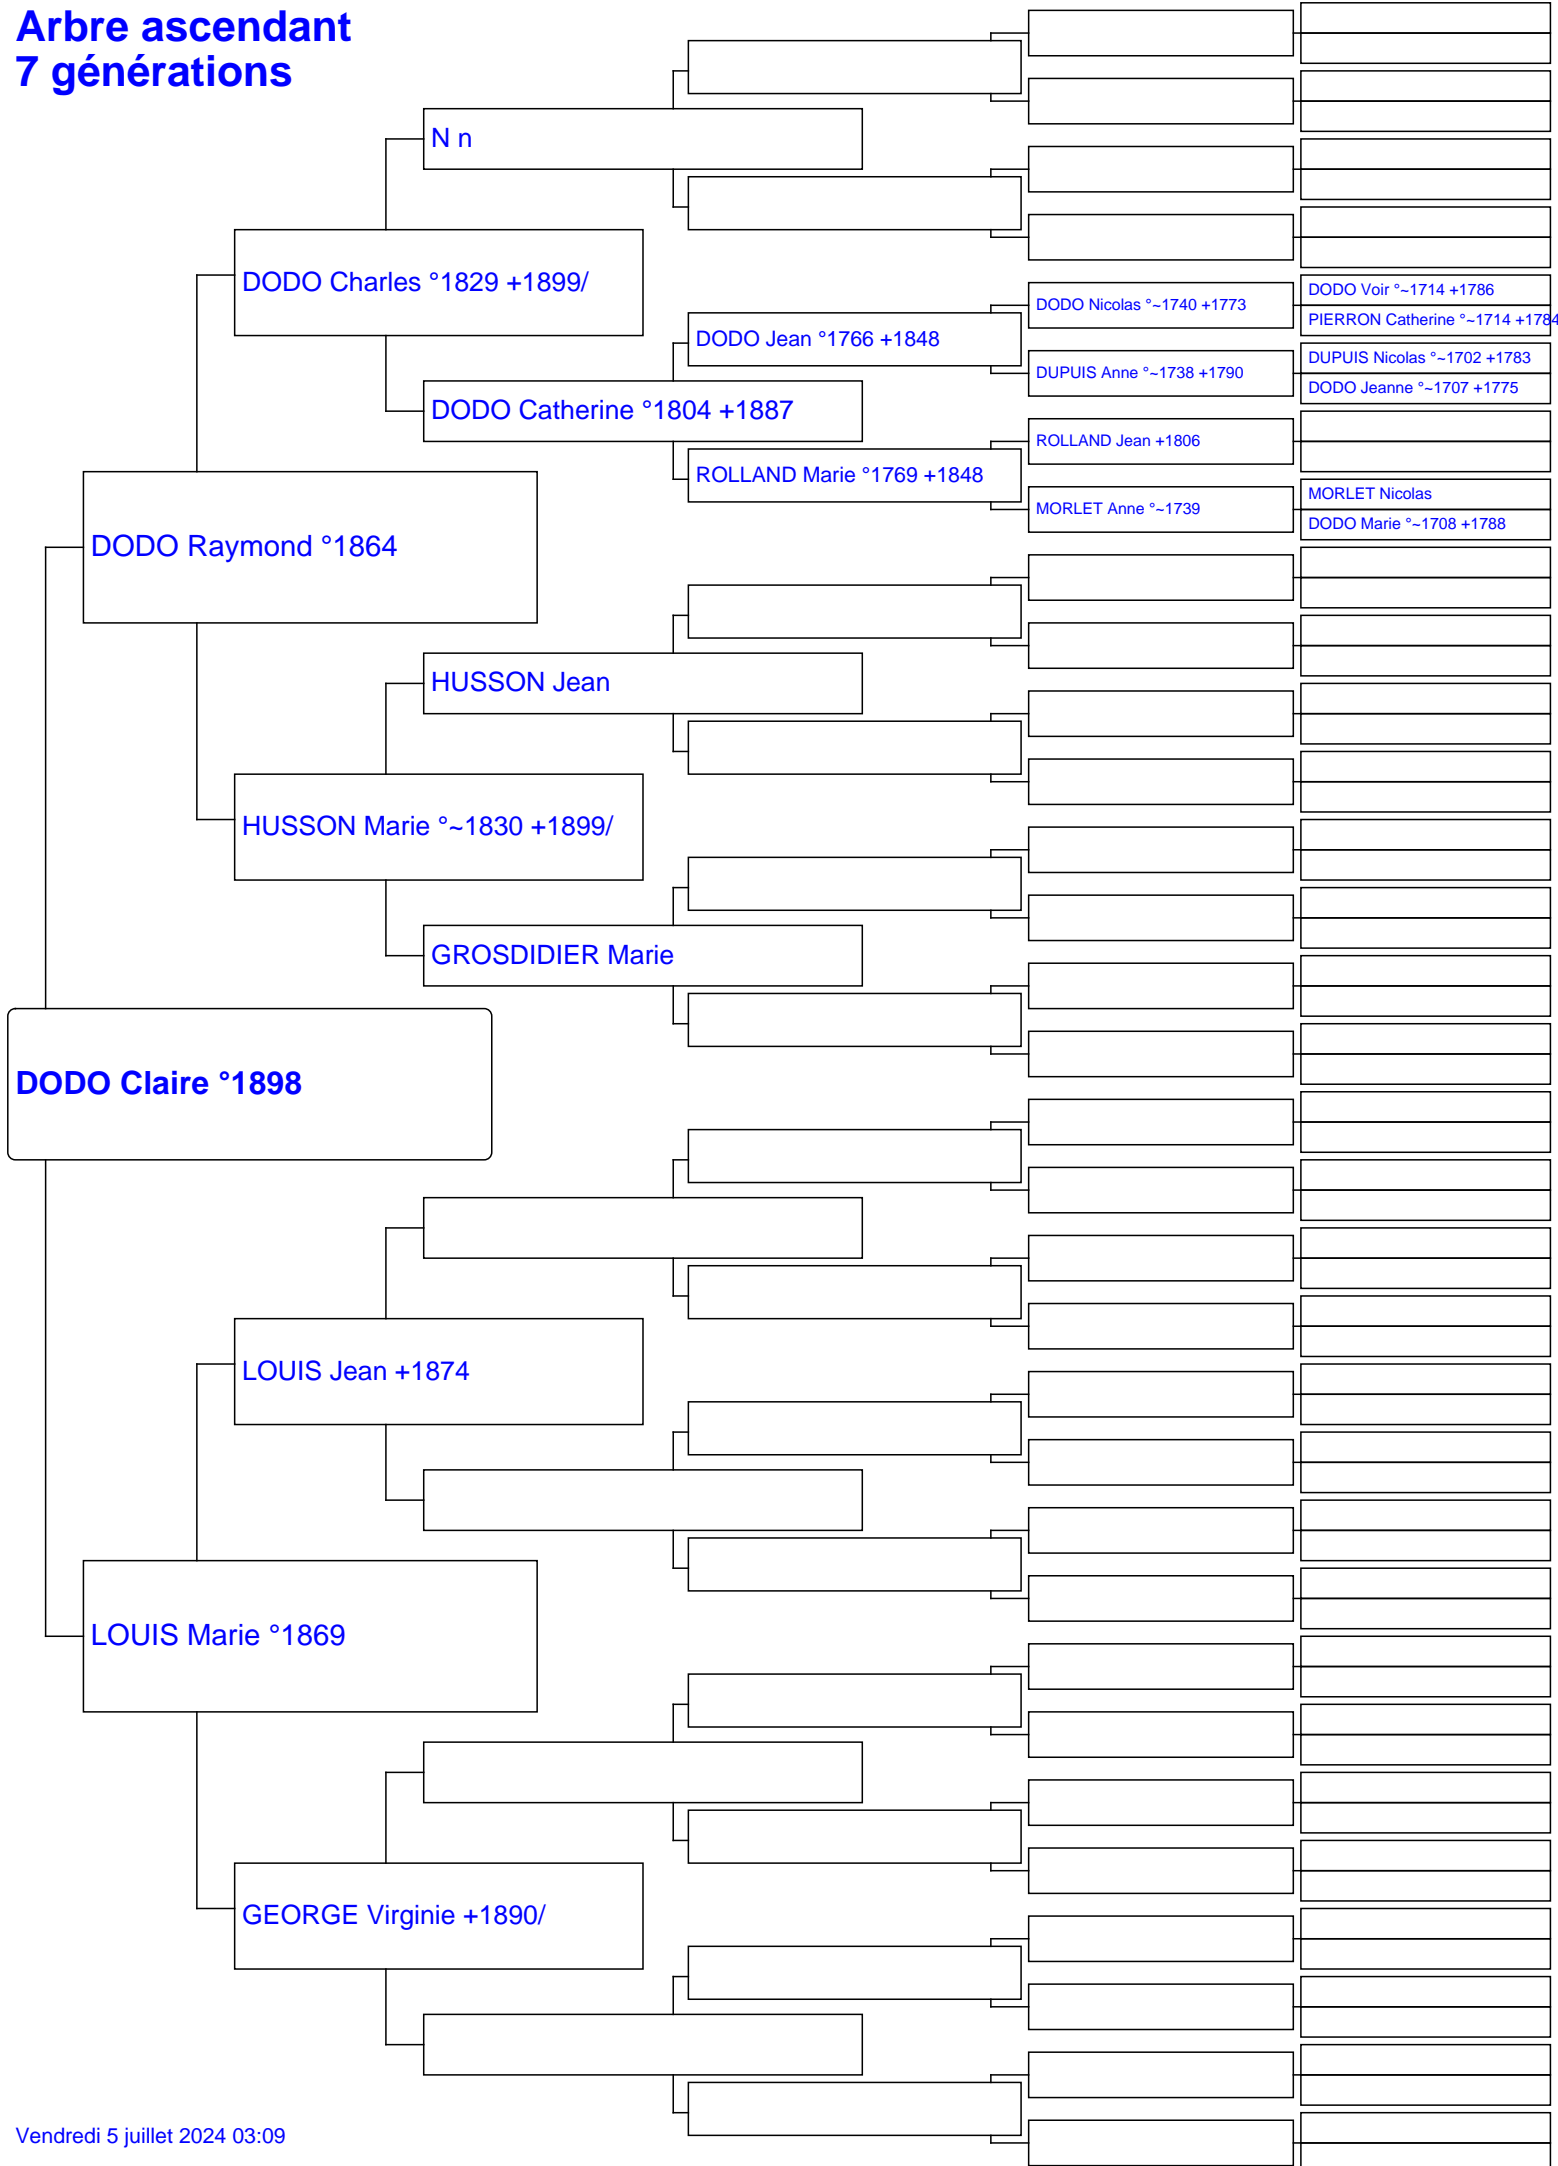 Arbre ascendant
7 générations
N n
DODO Charles °1829 +1899/
DODO Voir °~1714 +1786
DODO Nicolas °~1740 +1773
PIERRON Catherine °~1714 +1784
DODO Jean °1766 +1848
DUPUIS Nicolas °~1702 +1783
DUPUIS Anne °~1738 +1790
DODO Jeanne °~1707 +1775
DODO Catherine °1804 +1887
ROLLAND Jean +1806
ROLLAND Marie °1769 +1848
MORLET Nicolas
MORLET Anne °~1739
DODO Marie °~1708 +1788
DODO Raymond °1864
HUSSON Jean
HUSSON Marie °~1830 +1899/
GROSDIDIER Marie
DODO Claire °1898
LOUIS Jean +1874
LOUIS Marie °1869
GEORGE Virginie +1890/
Vendredi 5 juillet 2024 03:09